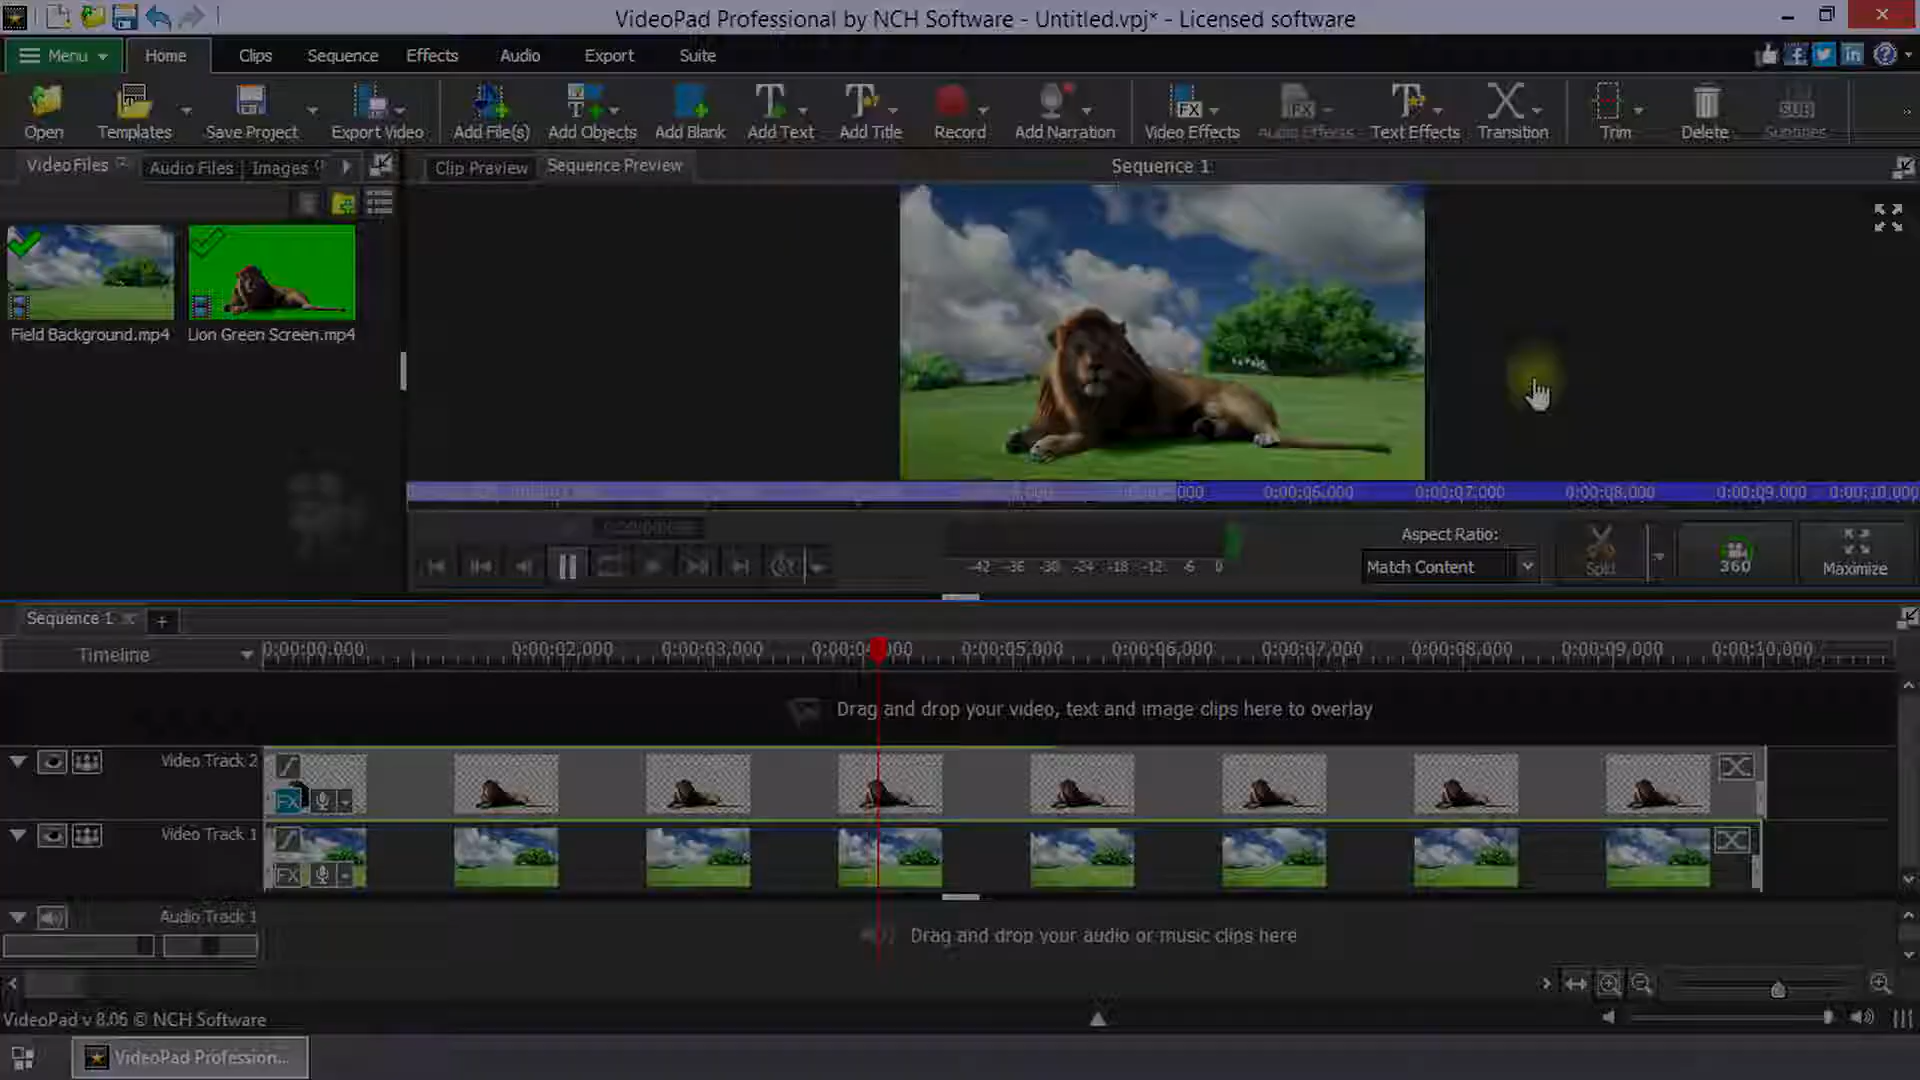 VideoPad Professional by NCH Software - Untitled.vpj* - Licensed software
Menu Home Clips Sequence Effects Audio Export Suite
Open Templates Save Project Export Video Add File(s) Add Objects Add Blank Add Text Add Title Record Add Narration Video Effects Audio Effects Text Effects Transition Trim Delete Subtitles
Video Files 2 Audio Files Images Clip Preview Sequence Preview Sequence 1
Field Background.mp4 Lion Green Screen.mp4
0:00:06,000 0:00:07,000 0:00:08,000 0:00:09,000 0:00:10,000
Aspect Ratio:
-42 -36 -30 -24 -18 -12 -6 0 Match Content Split 360 Maximize
Sequence 1
Timeline 0:00:00,000 0:00:02,000 0:00:03,000 0:00:05,000 0:00:06,000 0:00:07,000 0:00:08,000 0:00:09,000 0:00:10,000
Drag and drop your video, text and image clips here to overlay
Video Track 2
FX
Video Track 1
FX
Audio Track 1
Drag and drop your audio or music clips here
VideoPad v 8.06 © NCH Software
VideoPad Profession...